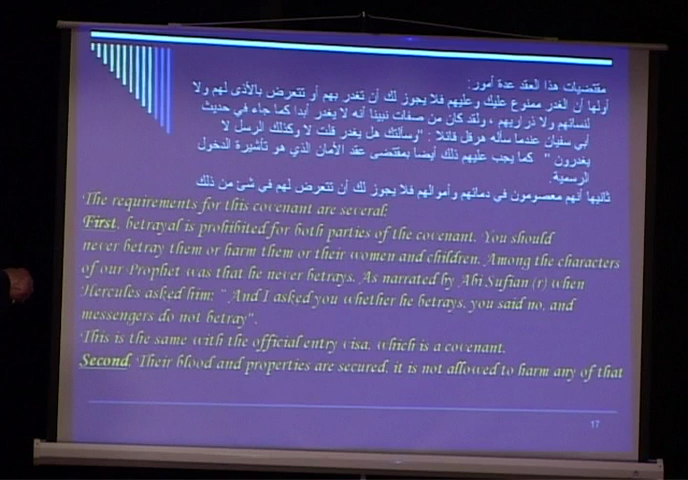 مقتضيات هذا العقد عدة أمور:
أولها أن الغدر ممنوع عليك وعليهم فلا يجوز لك أن تغدر بهم أو تتعرض بالأذى لهم ولا
لنسائهم ولا ذراريهم ، ولقد كان من صفات نبينا أنه لا يغدر أبدا كما جاء في حديث
أبي سفيان عندما سأله هرقل قائلا : "وسألتك هل يغدر قلت لا وكذلك الرسل لا
يغدرون " كما يجب عليهم ذلك أيضا بمقتضى عقد الأمان الذي هو تأشيرة الدخول
الرسمية.
ثانيها أنهم معصومون في دمائهم وأموالهم فلا يجوز لك أن تتعرض لهم في شئ من ذلك
The requirements for this covenant are several:
First, betrayal is prohibited for both parties of the covenant. You should
never betray them or harm them or their women and children. Among the characters
of our Prophet was that he never betrays. As narrated by Abi Sufian (r) when
Hercules asked him: " And I asked you whether he betrays, you said no, and
messengers do not betray".
This is the same with the official entry visa, which is a covenant.
Second, Their blood and properties are secured, it is not allowed to harm any of that
17